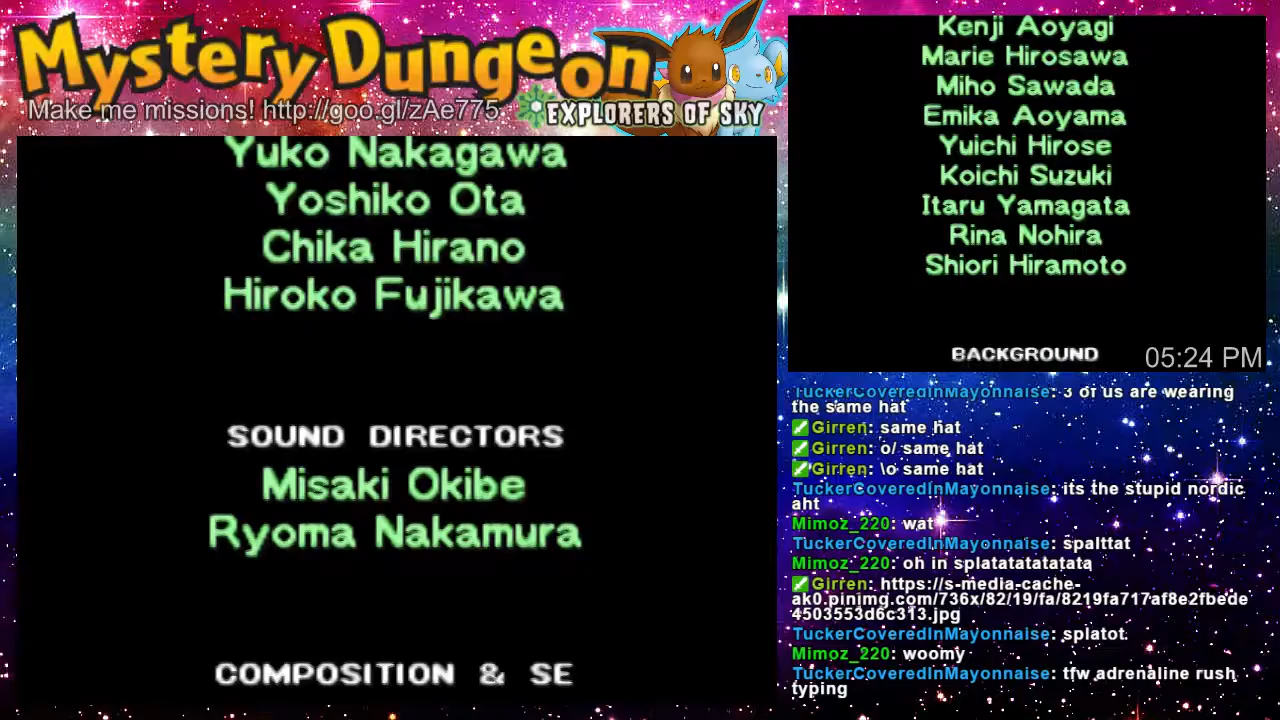 Mystery Dungeon
Make me missions! http://goo.gl/zAe775
EXPLORERS OF SKY
Yuko Nakagawa
Yoshiko Ota
Chika Hirano
Hiroko Fujikawa
SOUND DIRECTORS
Misaki Okibe
Ryoma Nakamura
COMPOSITION & SE
Kenji Aoyagi
Marie Hirosawa
Miho Sawada
Emika Aoyama
Yuichi Hirose
Koichi Suzuki
Itaru Yamagata
Rina Nohira
Shiori Hiramoto
BACKGROUND
05:24 PM
TuckerCoveredInMayonnaise: 3 of us are wearing
the same hat
Girren: same hat
Girren: o/ same hat
Girren: \o same hat
TuckerCoveredInMayonnaise: its the stupid nordic
aht
Mimoz_220: wat
TuckerCoveredInMayonnaise: spalttat
Mimoz_220: oh in splatatatatatata
Girren: https://s-media-cache-
ak0.pinimg.com/736x/82/19/fa/8219fa717af8e2fbede
4503553d6c313.jpg
TuckerCoveredInMayonnaise: splatot
Mimoz_220: woomy
TuckerCoveredInMayonnaise: tfw adrenaline rush
typing